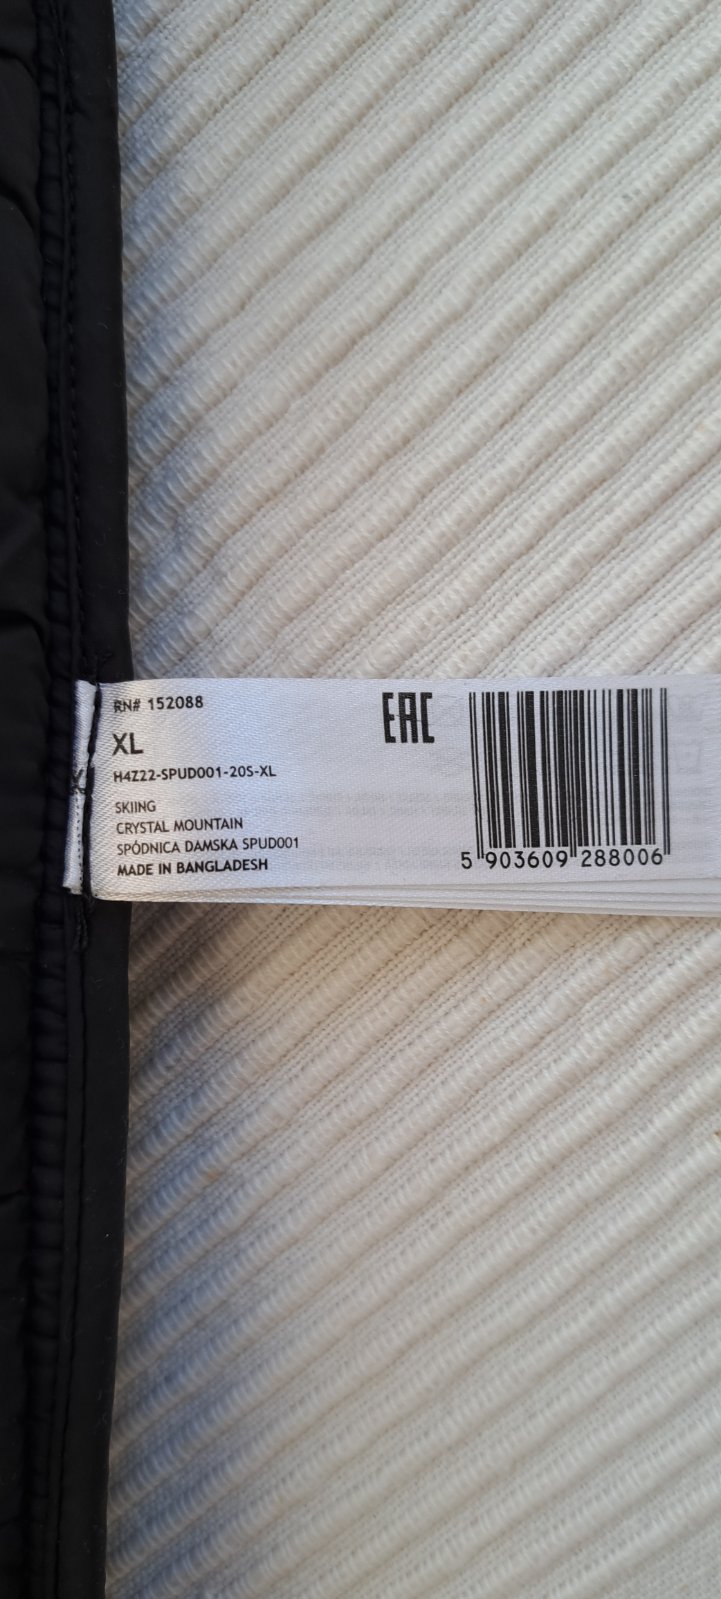 RN# 152088
XL
H4Z22-SPUD001-20S-XL
SKIING
CRYSTAL MOUNTAIN
SPÓDNICA DAMSKA SPUD001
MADE IN BANGLADESH
EAC
5 903609 288006